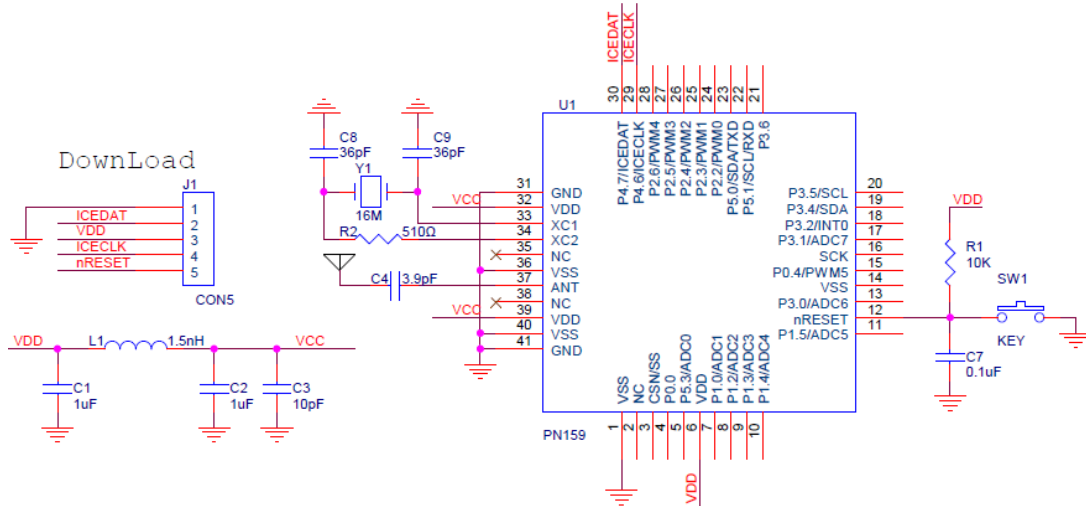 ICEDAT
ICECLK
30
29
28
27
26
25
24
23
22
21
U1
P4.7/ICEDAT
P4.6/ICECLK
P2.6/PWM4
P2.5/PWM3
P2.4/PWM2
P2.3/PWM1
P2.2/PWM0
P5.0/SDA/TXD
P5.1/SCL/RXD
P3.6
C8
36pF
C9
36pF
Y1
16M
R2
510Ω
C4
3.9pF
VCC
VCC
31
32
33
34
35
36
37
38
39
40
41
GND
VDD
XC1
XC2
NC
VSS
ANT
NC
VDD
VSS
GND
DownLoad
J1
ICEDAT
VDD
ICECLK
nRESET
1
2
3
4
5
CON5
VDD
L1
1.5nH
VCC
C1
1uF
C2
1uF
C3
10pF
P3.5/SCL
P3.4/SDA
P3.2/INT0
P3.1/ADC7
SCK
P0.4/PWM5
VSS
P3.0/ADC6
nRESET
P1.5/ADC5
20
19
18
17
16
15
14
13
12
11
VDD
R1
10K
SW1
KEY
C7
0.1uF
VSS
NC
CSN/SS
P0.0
P5.3/ADC0
VDD
P1.0/ADC1
P1.2/ADC2
P1.3/ADC3
P1.4/ADC4
PN159
1
2
3
4
5
6
7
8
9
10
VDD